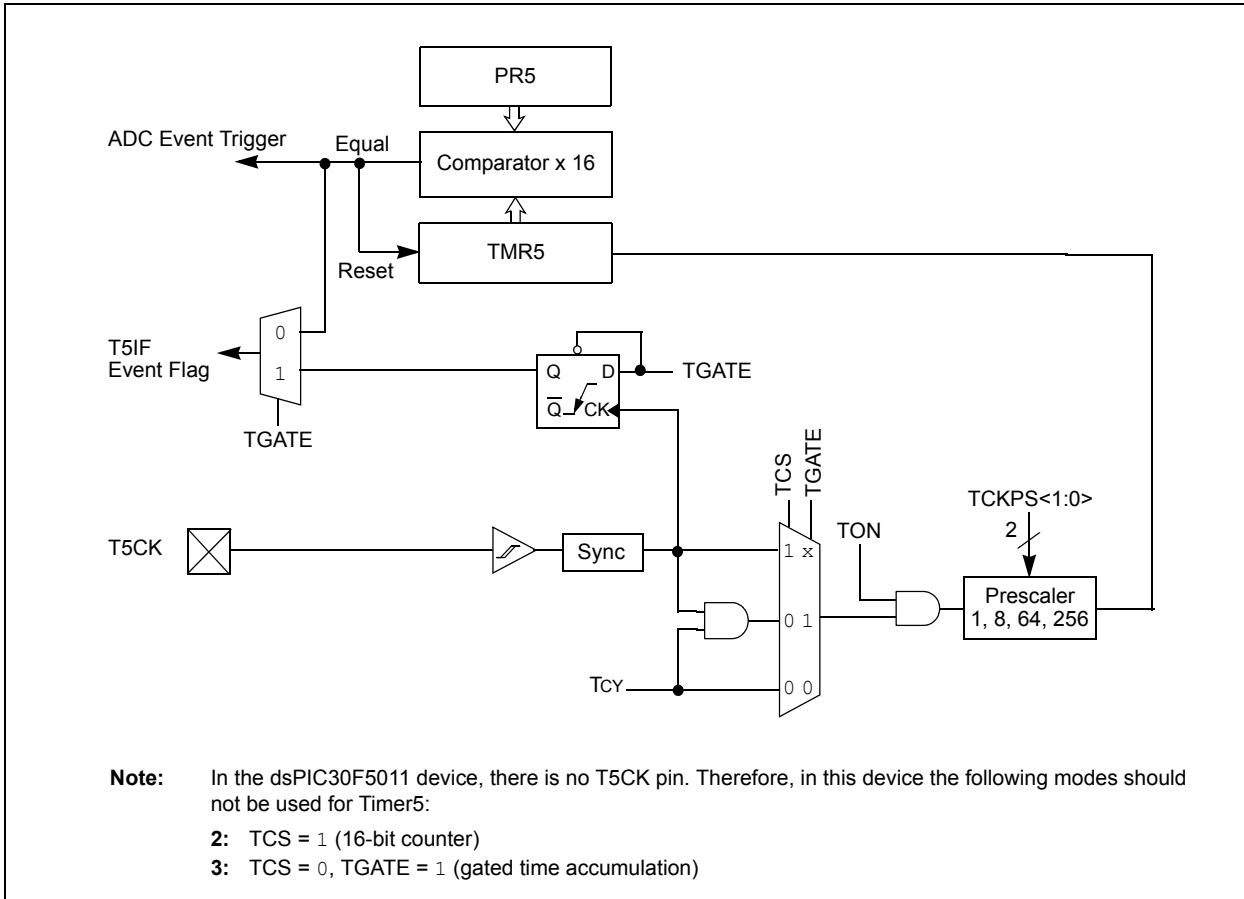 PR5
ADC Event Trigger
Equal
Comparator x 16
TMR5
Reset
0
T5IF
Event Flag
1
TGATE
Q D
Q̅ CK
TGATE
TCS
TGATE
TCKPS<1:0>
2
TON
T5CK
Sync
1 x
Prescaler
1, 8, 64, 256
0 1
TCY
0 0
Note: In the dsPIC30F5011 device, there is no T5CK pin. Therefore, in this device the following modes should
not be used for Timer5:
2: TCS = 1 (16-bit counter)
3: TCS = 0, TGATE = 1 (gated time accumulation)